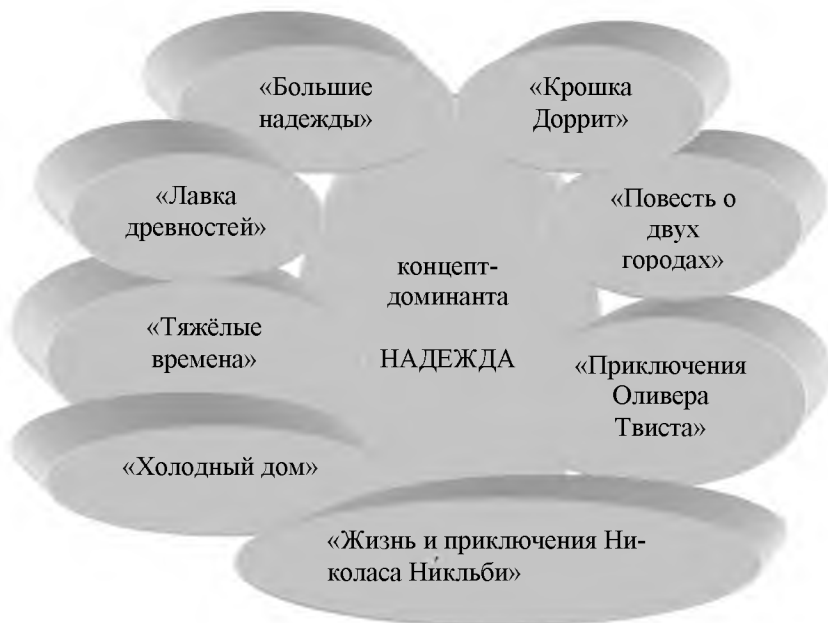 «Большие
надежды»
«Крошка
Доррит»
«Лавка
древностей»
«Повесть о
двух
городах»
концепт-
доминанта
НАДЕЖДА
«Тяжёлые
времена»
«Приключения
Оливера
Твиста»
«Холодный дом»
«Жизнь и приключения Ни-
коласа Никльби»